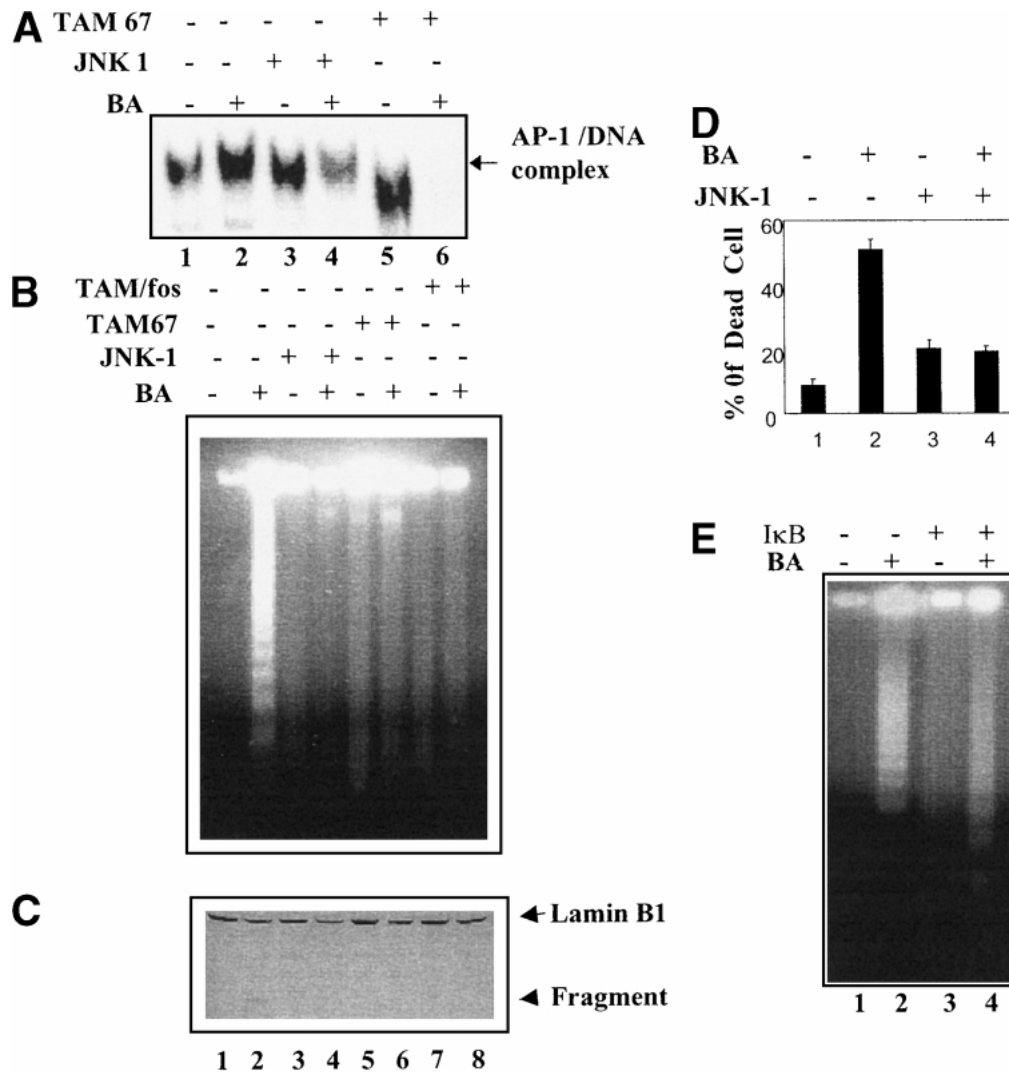 A
TAM 67 - - - - + +
JNK 1 - - + + - -
BA - + - + - +
AP-1 /DNA
complex
1 2 3 4 5 6
B
TAM/fos - - - - - - + +
TAM67 - - - - + + - -
JNK-1 - - + + - - - -
BA - + - + - + - +
C
Lamin B1
Fragment
1 2 3 4 5 6 7 8
D
BA - + - +
JNK-1 - - + +
% 0f Dead Cell
60
40
20
0
1 2 3 4
E
IκB - - + +
BA - + - +
1 2 3 4